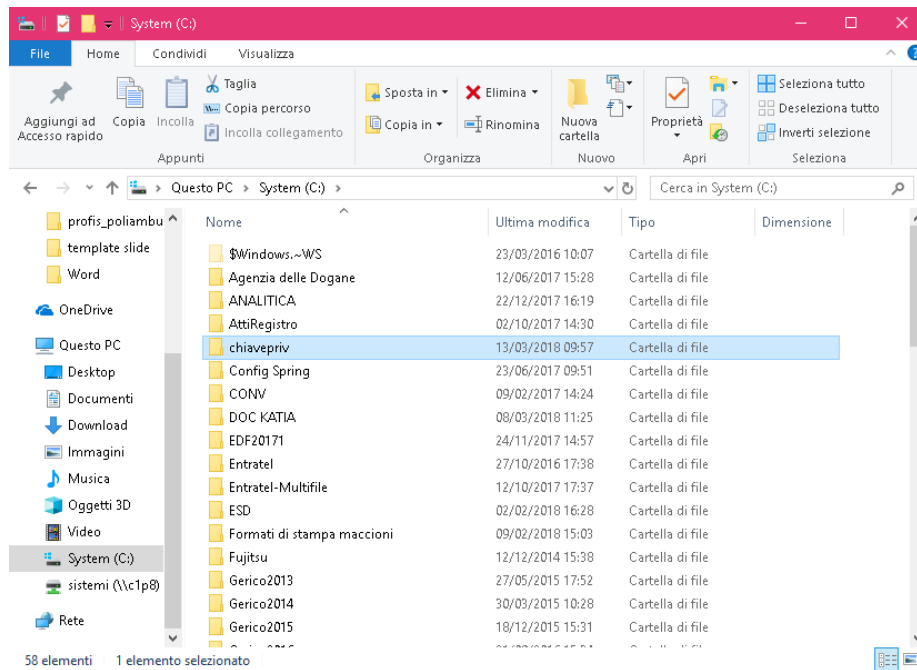 System (C:)
File Home Condividi Visualizza
Aggiungi ad Accesso rapido
Copia
Incolla
Taglia
Copia percorso
Incolla collegamento
Appunti
Sposta in
Copia in
Elimina
Rinomina
Organizza
Nuova cartella
Nuovo
Proprietà
Apri
Seleziona tutto
Deseleziona tutto
Inverti selezione
Seleziona
Questo PC > System (C:) >
Cerca in System (C:)
profis_poliambu
template slide
Word
OneDrive
Questo PC
Desktop
Documenti
Download
Immagini
Musica
Oggetti 3D
Video
System (C:)
sistemi (\\c1p8)
Rete
Nome Ultima modifica Tipo Dimensione
$Windows.~WS 23/03/2016 10:07 Cartella di file
Agenzia delle Dogane 12/06/2017 15:28 Cartella di file
ANALITICA 22/12/2017 16:19 Cartella di file
AttiRegistro 02/10/2017 14:30 Cartella di file
chiavepriv 13/03/2018 09:57 Cartella di file
Config Spring 23/06/2017 09:51 Cartella di file
CONV 09/02/2017 14:24 Cartella di file
DOC KATIA 08/03/2018 11:25 Cartella di file
EDF20171 24/11/2017 14:57 Cartella di file
Entratel 27/10/2016 17:38 Cartella di file
Entratel-Multifile 12/10/2017 17:37 Cartella di file
ESD 02/02/2018 16:28 Cartella di file
Formati di stampa maccioni 09/02/2018 15:03 Cartella di file
Fujitsu 12/12/2014 15:38 Cartella di file
Gerico2013 27/05/2015 17:52 Cartella di file
Gerico2014 30/03/2015 10:28 Cartella di file
Gerico2015 18/12/2015 15:31 Cartella di file
58 elementi 1 elemento selezionato